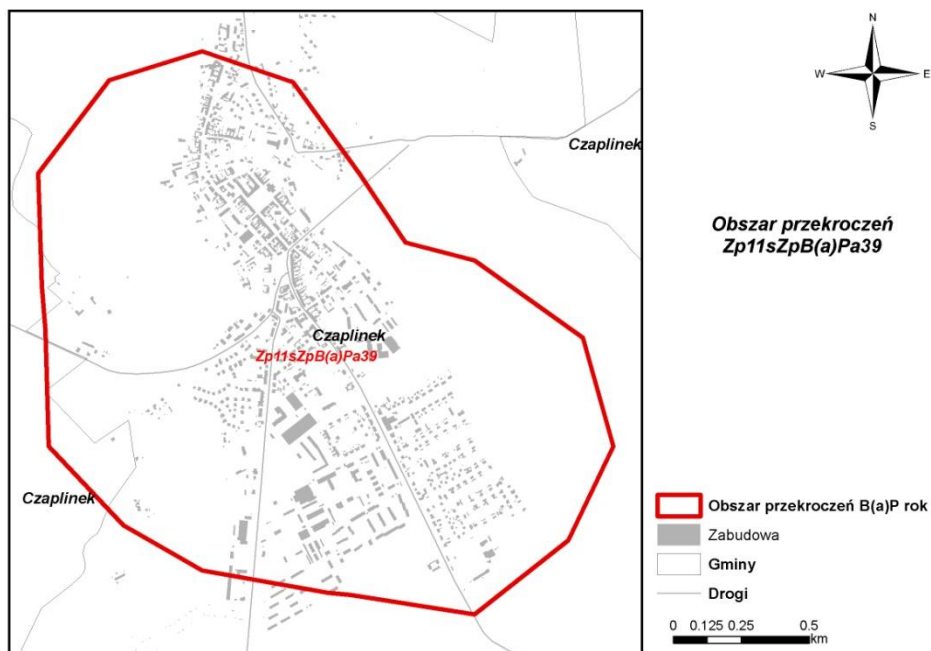 N
W E
S
Czaplinek
Obszar przekroczeń
Zp11sZpB(a)Pa39
Czaplinek
Zp11sZpB(a)Pa39
Czaplinek
Obszar przekroczeń B(a)P rok
Zabudowa
Gminy
Drogi
0 0.125 0.25 0.5
km